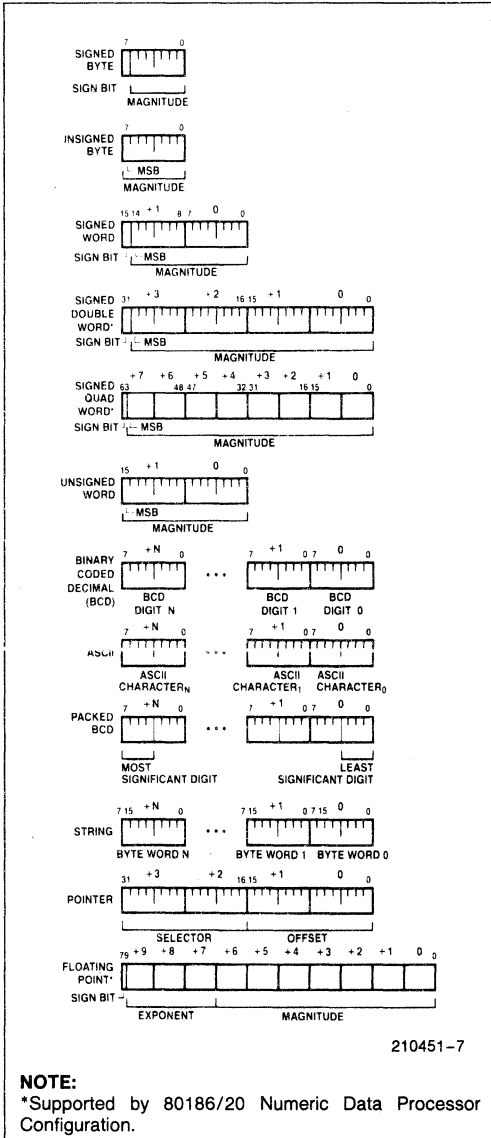 7 0
SIGNED
BYTE
SIGN BIT
MAGNITUDE
7 0
INSIGNED
BYTE
MSB
MAGNITUDE
15 14 +1 8 7 0 0
SIGNED
WORD
SIGN BIT MSB
MAGNITUDE
SIGNED 31 +3 +2 16 15 +1 0 0
DOUBLE
WORD*
SIGN BIT MSB
MAGNITUDE
+7 +6 +5 +4 +3 +2 +1 0
SIGNED 63 48 47 32 31 16 15 0
QUAD
WORD*
SIGN BIT MSB
MAGNITUDE
15 +1 0 0
UNSIGNED
WORD
MSB
MAGNITUDE
7 +N 0 7 +1 0 7 0 0
BINARY
CODED
DECIMAL
(BCD)
BCD BCD BCD
DIGIT N DIGIT 1 DIGIT 0
7 +N 0 7 +1 0 7 0 0
ASCII
ASCII ASCII ASCII
CHARACTERN CHARACTER1 CHARACTER0
7 +N 0 7 +1 0 7 0 0
PACKED
BCD
MOST LEAST
SIGNIFICANT DIGIT SIGNIFICANT DIGIT
7 15 +N 0 7 15 +1 0 7 15 0 0
STRING
BYTE WORD N BYTE WORD 1 BYTE WORD 0
31 +3 +2 16 15 +1 0 0
POINTER
SELECTOR OFFSET
79 +9 +8 +7 +6 +5 +4 +3 +2 +1 0 0
FLOATING
POINT*
SIGN BIT
EXPONENT MAGNITUDE
210451-7
NOTE:
*Supported by 80186/20 Numeric Data Processor
Configuration.